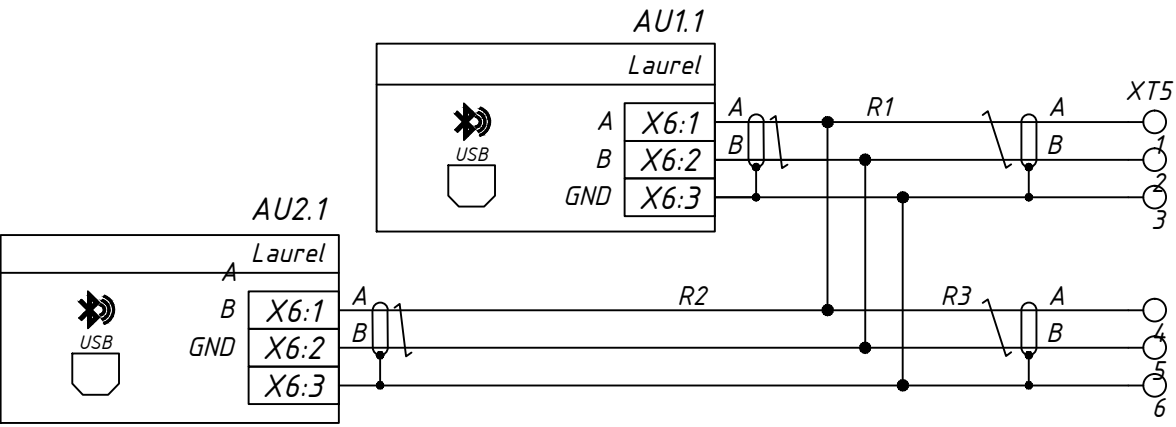 AU1.1
Laurel
XT5
A X6:1 A R1 A
USB
1
B X6:2 B B
2
GND X6:3
3
AU2.1
Laurel
A
B X6:1 A R2 R3 A
4
USB
GND X6:2 B B
5
X6:3
6